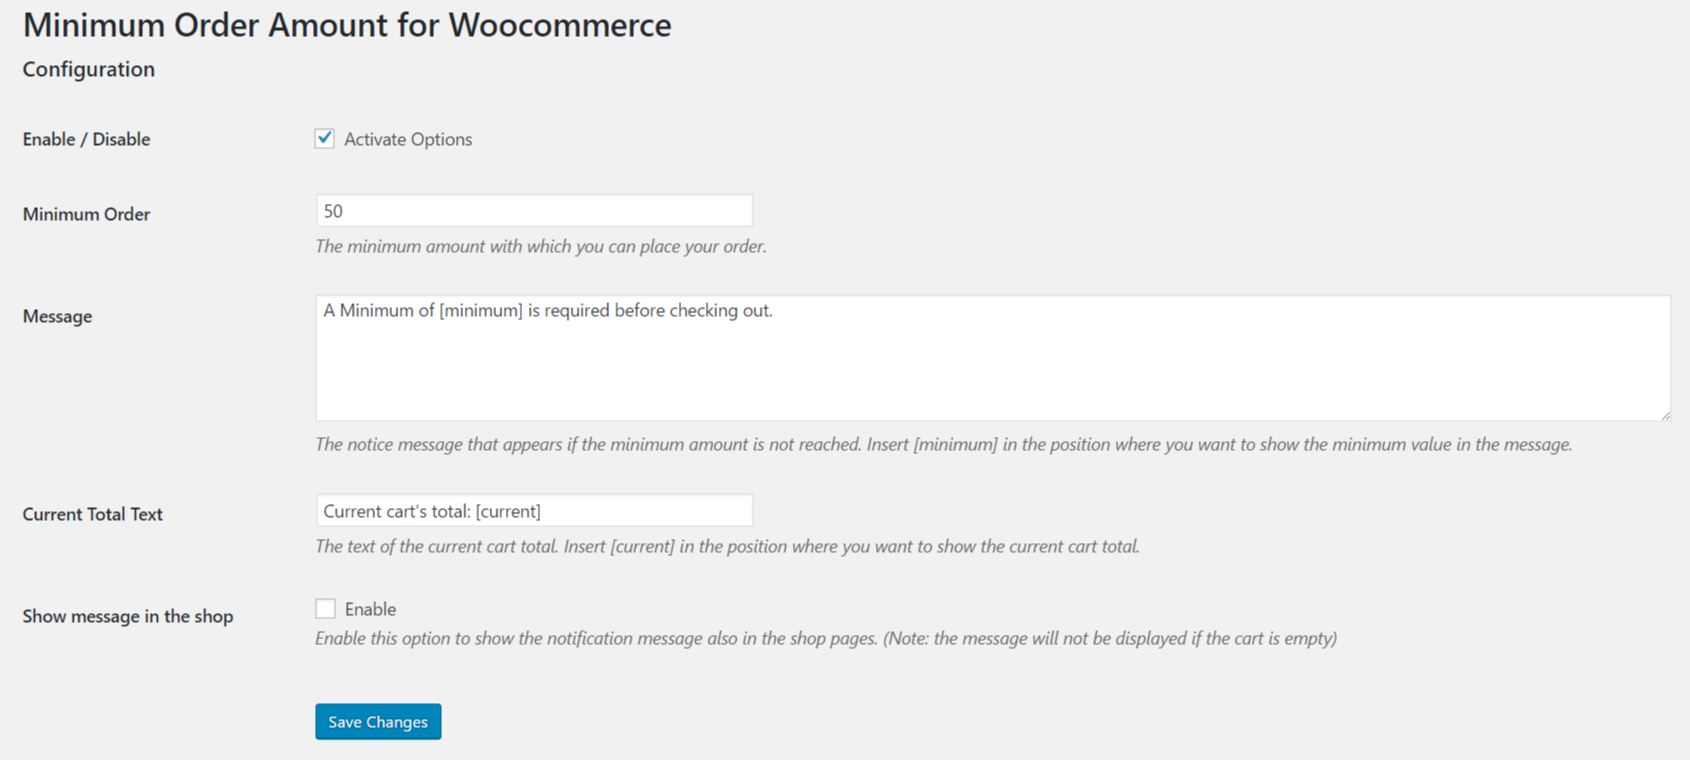 Minimum Order Amount for Woocommerce
Configuration
Enable / Disable
Activate Options
Minimum Order
50
The minimum amount with which you can place your order.
Message
A Minimum of [minimum] is required before checking out.
The notice message that appears if the minimum amount is not reached. Insert [minimum] in the position where you want to show the minimum value in the message.
Current Total Text
Current cart's total: [current]
The text of the current cart total. Insert [current] in the position where you want to show the current cart total.
Show message in the shop
Enable
Enable this option to show the notification message also in the shop pages. (Note: the message will not be displayed if the cart is empty)
Save Changes